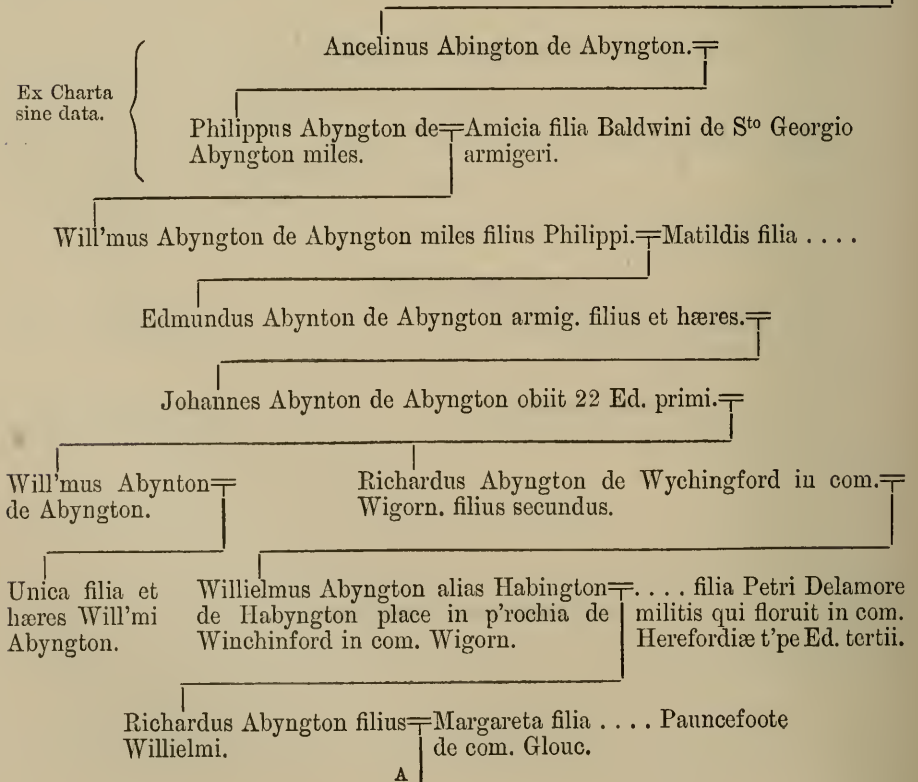 Ancelinus Abington de Abyngton.
Ex Charta
sine data.
Philippus Abyngton de
Abyngton miles.
Amicia filia Baldwini de Sto Georgio
armigeri.
Will'mus Abyngton de Abyngton miles filius Philippi. Matildis filia . . . .
Edmundus Abynton de Abyngton armig. filius et hæres.
Johannes Abynton de Abyngton obiit 22 Ed. primi.
Will'mus Abynton
de Abyngton.
Richardus Abyngton de Wychingford in com.
Wigorn. filius secundus.
Unica filia et
hæres Will'mi
Abyngton.
Willielmus Abyngton alias Habington
de Habyngton place in p'rochia de
Winchinford in com. Wigorn.
. . . . filia Petri Delamore
militis qui floruit in com.
Herefordiæ t'pe Ed. tertii.
Richardus Abyngton filius
Willielmi.
Margareta filia . . . . Pauncefoote
de com. Glouc.
A